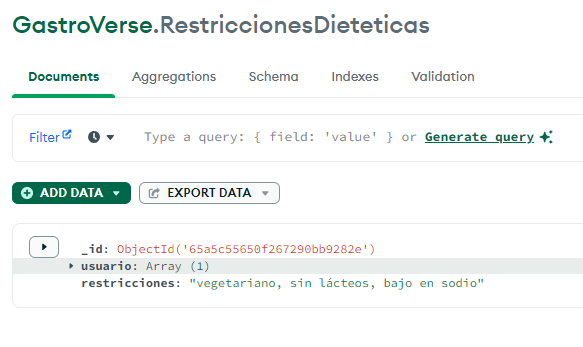 GastroVerse.RestriccionesDieteticas
Documents Aggregations Schema Indexes Validation
Filter Type a query: { field: 'value' } or Generate query
ADD DATA EXPORT DATA
_id: ObjectId('65a5c55650f267290bb9282e')
usuario: Array (1)
restricciones: "vegetariano, sin lácteos, bajo en sodio"